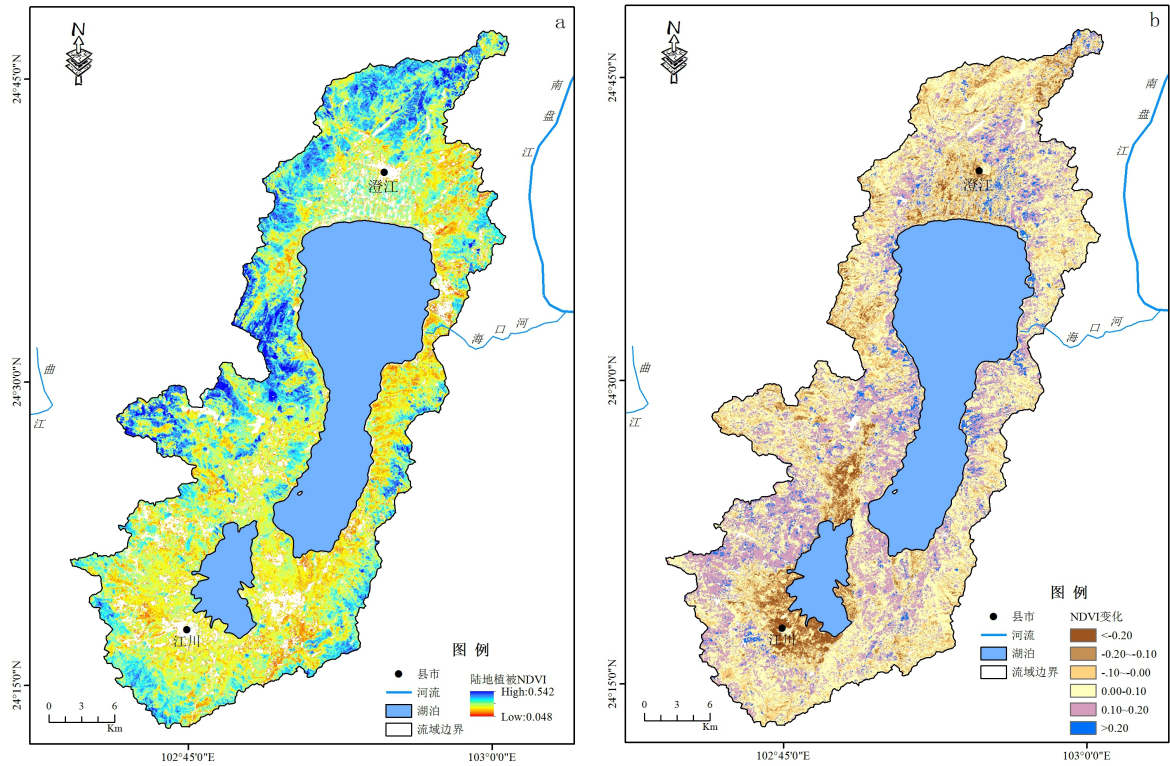 a
N
24°45'0"N
24°30'0"N
24°15'0"N
南
盘
江
澄江
海 口 河
曲
江
江川
图 例
县市
河流
湖泊
流域边界
陆地植被NDVI
High:0.542
Low:0.048
0 3 6
Km
102°45'0"E
103°0'0"E
b
N
24°45'0"N
24°30'0"N
24°15'0"N
南
盘
江
澄江
海 口 河
曲
江
江川
图 例
县市
河流
湖泊
流域边界
NDVI变化
<-0.20
-0.20~-0.10
-.10~-0.00
0.00-0.10
0.10~0.20
>0.20
0 3 6
Km
102°45'0"E
103°0'0"E